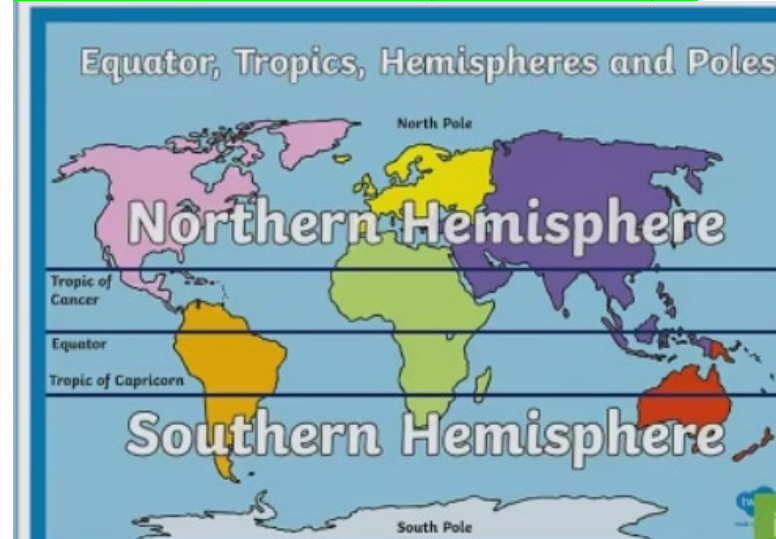 Equator, Tropics, Hemispheres and Poles
North Pole
Northern Hemisphere
Tropic of
Cancer
Equator
Tropic of Capricorn
Southern Hemisphere
South Pole